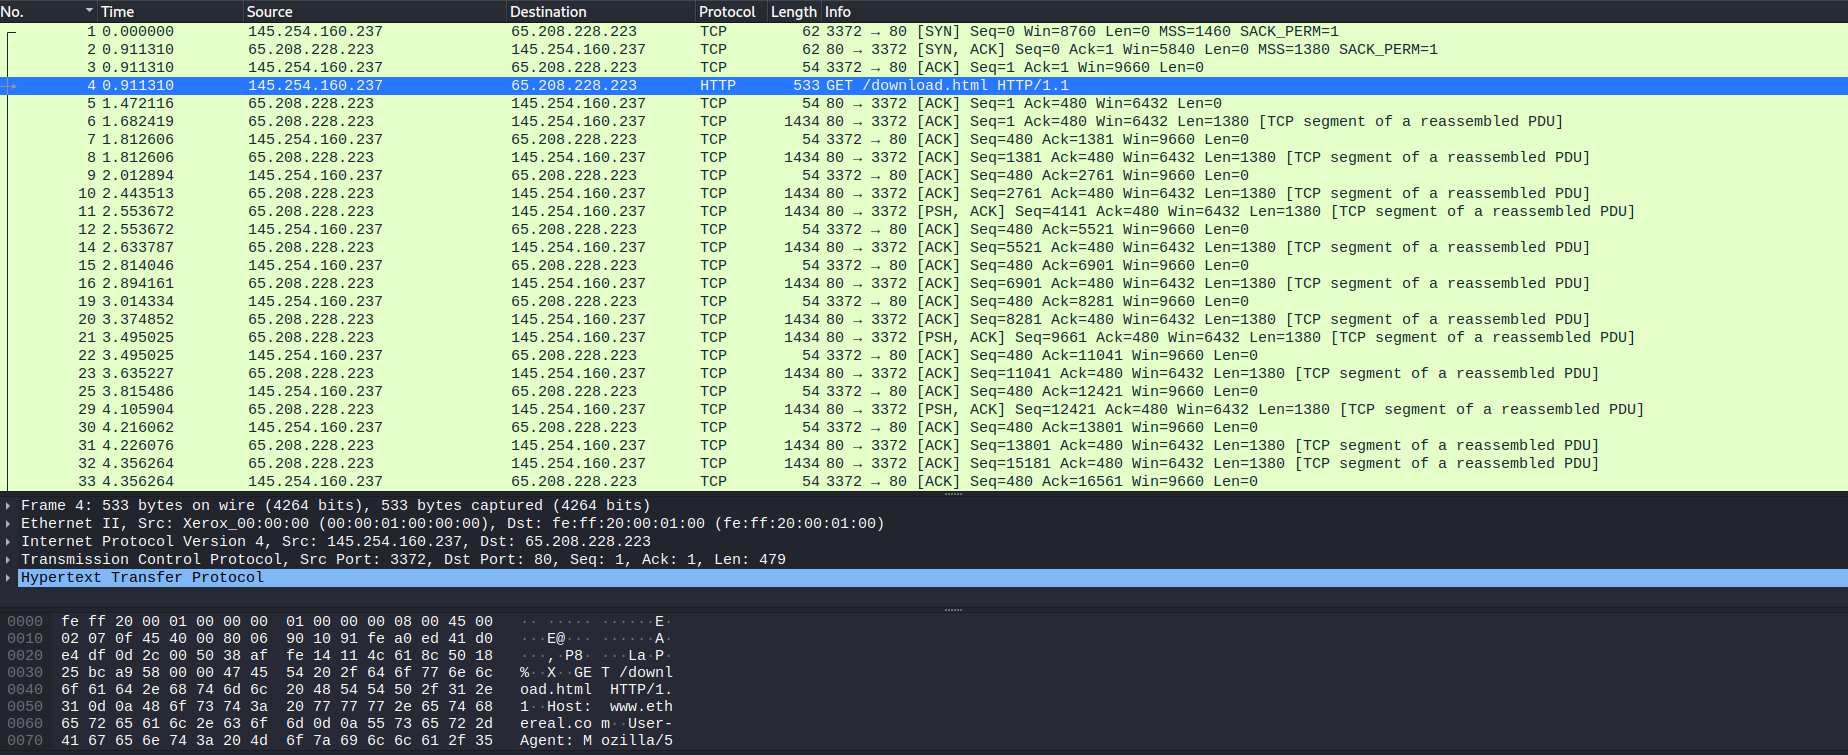 No. Time Source Destination Protocol Length Info
1 0.000000 145.254.160.237 65.208.228.223 TCP 62 3372 → 80 [SYN] Seq=0 Win=8760 Len=0 MSS=1460 SACK_PERM=1
2 0.911310 65.208.228.223 145.254.160.237 TCP 62 80 → 3372 [SYN, ACK] Seq=0 Ack=1 Win=5840 Len=0 MSS=1380 SACK_PERM=1
3 0.911310 145.254.160.237 65.208.228.223 TCP 54 3372 → 80 [ACK] Seq=1 Ack=1 Win=9660 Len=0
4 0.911310 145.254.160.237 65.208.228.223 HTTP 533 GET /download.html HTTP/1.1
5 1.472116 65.208.228.223 145.254.160.237 TCP 54 80 → 3372 [ACK] Seq=1 Ack=480 Win=6432 Len=0
6 1.682419 65.208.228.223 145.254.160.237 TCP 1434 80 → 3372 [ACK] Seq=1 Ack=480 Win=6432 Len=1380 [TCP segment of a reassembled PDU]
7 1.812606 145.254.160.237 65.208.228.223 TCP 54 3372 → 80 [ACK] Seq=480 Ack=1381 Win=9660 Len=0
8 1.812606 65.208.228.223 145.254.160.237 TCP 1434 80 → 3372 [ACK] Seq=1381 Ack=480 Win=6432 Len=1380 [TCP segment of a reassembled PDU]
9 2.012894 145.254.160.237 65.208.228.223 TCP 54 3372 → 80 [ACK] Seq=480 Ack=2761 Win=9660 Len=0
10 2.443513 65.208.228.223 145.254.160.237 TCP 1434 80 → 3372 [ACK] Seq=2761 Ack=480 Win=6432 Len=1380 [TCP segment of a reassembled PDU]
11 2.553672 65.208.228.223 145.254.160.237 TCP 1434 80 → 3372 [PSH, ACK] Seq=4141 Ack=480 Win=6432 Len=1380 [TCP segment of a reassembled PDU]
12 2.553672 145.254.160.237 65.208.228.223 TCP 54 3372 → 80 [ACK] Seq=480 Ack=5521 Win=9660 Len=0
14 2.633787 65.208.228.223 145.254.160.237 TCP 1434 80 → 3372 [ACK] Seq=5521 Ack=480 Win=6432 Len=1380 [TCP segment of a reassembled PDU]
15 2.814046 145.254.160.237 65.208.228.223 TCP 54 3372 → 80 [ACK] Seq=480 Ack=6901 Win=9660 Len=0
16 2.894161 65.208.228.223 145.254.160.237 TCP 1434 80 → 3372 [ACK] Seq=6901 Ack=480 Win=6432 Len=1380 [TCP segment of a reassembled PDU]
19 3.014334 145.254.160.237 65.208.228.223 TCP 54 3372 → 80 [ACK] Seq=480 Ack=8281 Win=9660 Len=0
20 3.374852 65.208.228.223 145.254.160.237 TCP 1434 80 → 3372 [ACK] Seq=8281 Ack=480 Win=6432 Len=1380 [TCP segment of a reassembled PDU]
21 3.495025 65.208.228.223 145.254.160.237 TCP 1434 80 → 3372 [PSH, ACK] Seq=9661 Ack=480 Win=6432 Len=1380 [TCP segment of a reassembled PDU]
22 3.495025 145.254.160.237 65.208.228.223 TCP 54 3372 → 80 [ACK] Seq=480 Ack=11041 Win=9660 Len=0
23 3.635227 65.208.228.223 145.254.160.237 TCP 1434 80 → 3372 [ACK] Seq=11041 Ack=480 Win=6432 Len=1380 [TCP segment of a reassembled PDU]
25 3.815486 145.254.160.237 65.208.228.223 TCP 54 3372 → 80 [ACK] Seq=480 Ack=12421 Win=9660 Len=0
29 4.105904 65.208.228.223 145.254.160.237 TCP 1434 80 → 3372 [PSH, ACK] Seq=12421 Ack=480 Win=6432 Len=1380 [TCP segment of a reassembled PDU]
30 4.216062 145.254.160.237 65.208.228.223 TCP 54 3372 → 80 [ACK] Seq=480 Ack=13801 Win=9660 Len=0
31 4.226076 65.208.228.223 145.254.160.237 TCP 1434 80 → 3372 [ACK] Seq=13801 Ack=480 Win=6432 Len=1380 [TCP segment of a reassembled PDU]
32 4.356264 65.208.228.223 145.254.160.237 TCP 1434 80 → 3372 [ACK] Seq=15181 Ack=480 Win=6432 Len=1380 [TCP segment of a reassembled PDU]
33 4.356264 145.254.160.237 65.208.228.223 TCP 54 3372 → 80 [ACK] Seq=480 Ack=16561 Win=9660 Len=0
Frame 4: 533 bytes on wire (4264 bits), 533 bytes captured (4264 bits)
Ethernet II, Src: Xerox_00:00:00 (00:00:01:00:00:00), Dst: fe:ff:20:00:01:00 (fe:ff:20:00:01:00)
Internet Protocol Version 4, Src: 145.254.160.237, Dst: 65.208.228.223
Transmission Control Protocol, Src Port: 3372, Dst Port: 80, Seq: 1, Ack: 1, Len: 479
Hypertext Transfer Protocol
0000 fe ff 20 00 01 00 00 00 01 00 00 00 08 00 45 00 ·· ····· ······E·
0010 02 07 0f 45 40 00 80 06 90 10 91 fe a0 ed 41 d0 ···E@··· ······A·
0020 e4 df 0d 2c 00 50 38 af fe 14 11 4c 61 8c 50 18 ···,·P8· ···La·P·
0030 25 bc a9 58 00 00 47 45 54 20 2f 64 6f 77 6e 6c %··X··GE T /downl
0040 6f 61 64 2e 68 74 6d 6c 20 48 54 54 50 2f 31 2e oad.html HTTP/1.
0050 31 0d 0a 48 6f 73 74 3a 20 77 77 77 2e 65 74 68 1··Host: www.eth
0060 65 72 65 61 6c 2e 63 6f 6d 0d 0a 55 73 65 72 2d ereal.co m··User-
0070 41 67 65 6e 74 3a 20 4d 6f 7a 69 6c 6c 61 2f 35 Agent: M ozilla/5